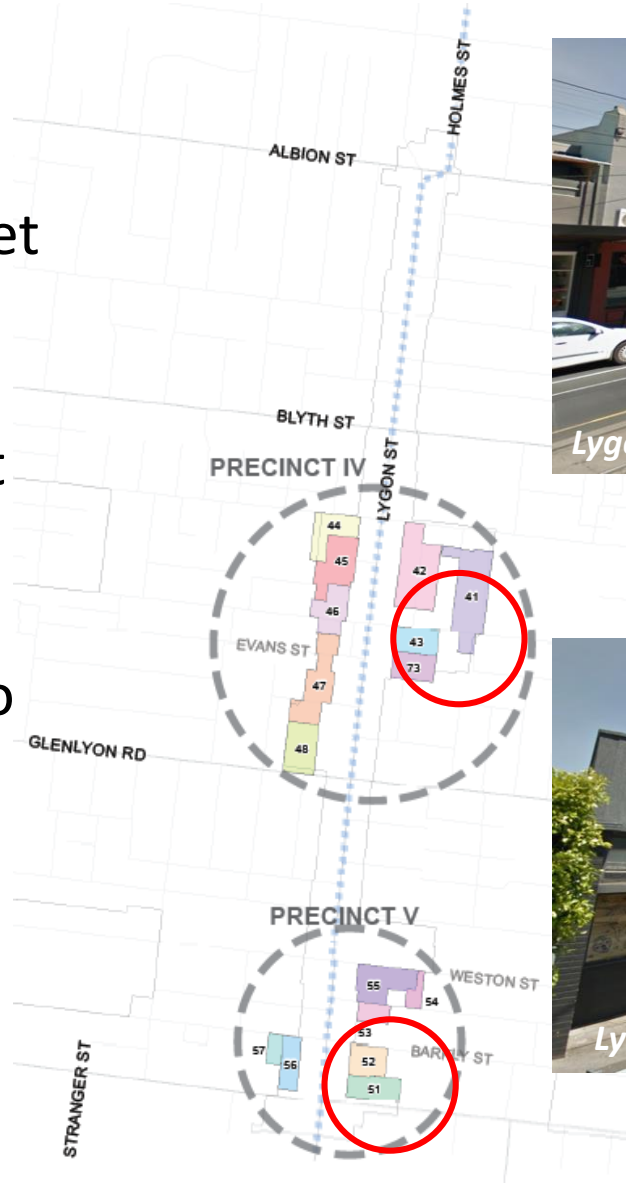 HOLMES ST
ALBION ST
et
BLYTH ST
t
PRECINCT IV
LYGON ST
44
45
42
41
46
EVANS ST
43
73
47
o
GLENLYON RD
48
Lyg
PRECINCT V
WESTON ST
55
54
53
57
56
52
BARKLY ST
51
STRANGER ST
Ly